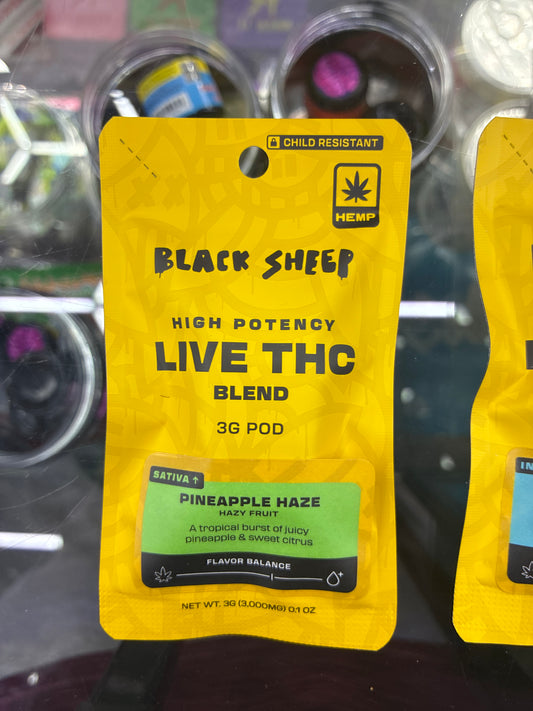 CHILD RESISTANT
HEMP
BLACK SHEEP
HIGH POTENCY
LIVE THC
BLEND
3G POD
SATIVA ↑
PINEAPPLE HAZE
HAZY FRUIT
A tropical burst of juicy
pineapple & sweet citrus
FLAVOR BALANCE
NET WT. 3G (3,000MG) 0.1 OZ
IN